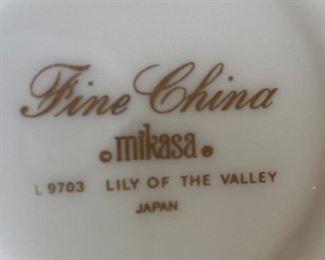 Fine China
mikasa
L 9703 LILY OF THE VALLEY
JAPAN